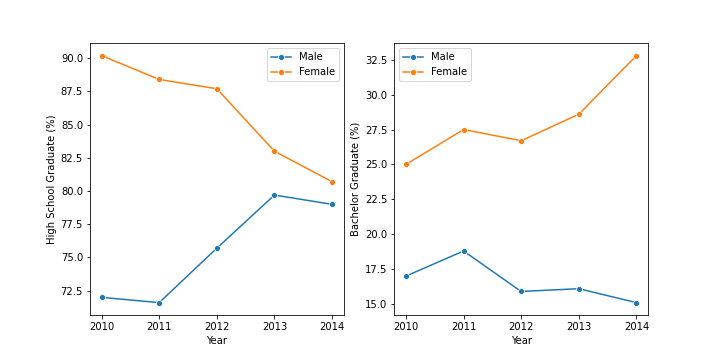 High School Graduate (%)
90.0
87.5
85.0
82.5
80.0
77.5
75.0
72.5
Male
Female
2010 2011 2012 2013 2014
Year
Bachelor Graduate (%)
32.5
30.0
27.5
25.0
22.5
20.0
17.5
15.0
Male
Female
2010 2011 2012 2013 2014
Year